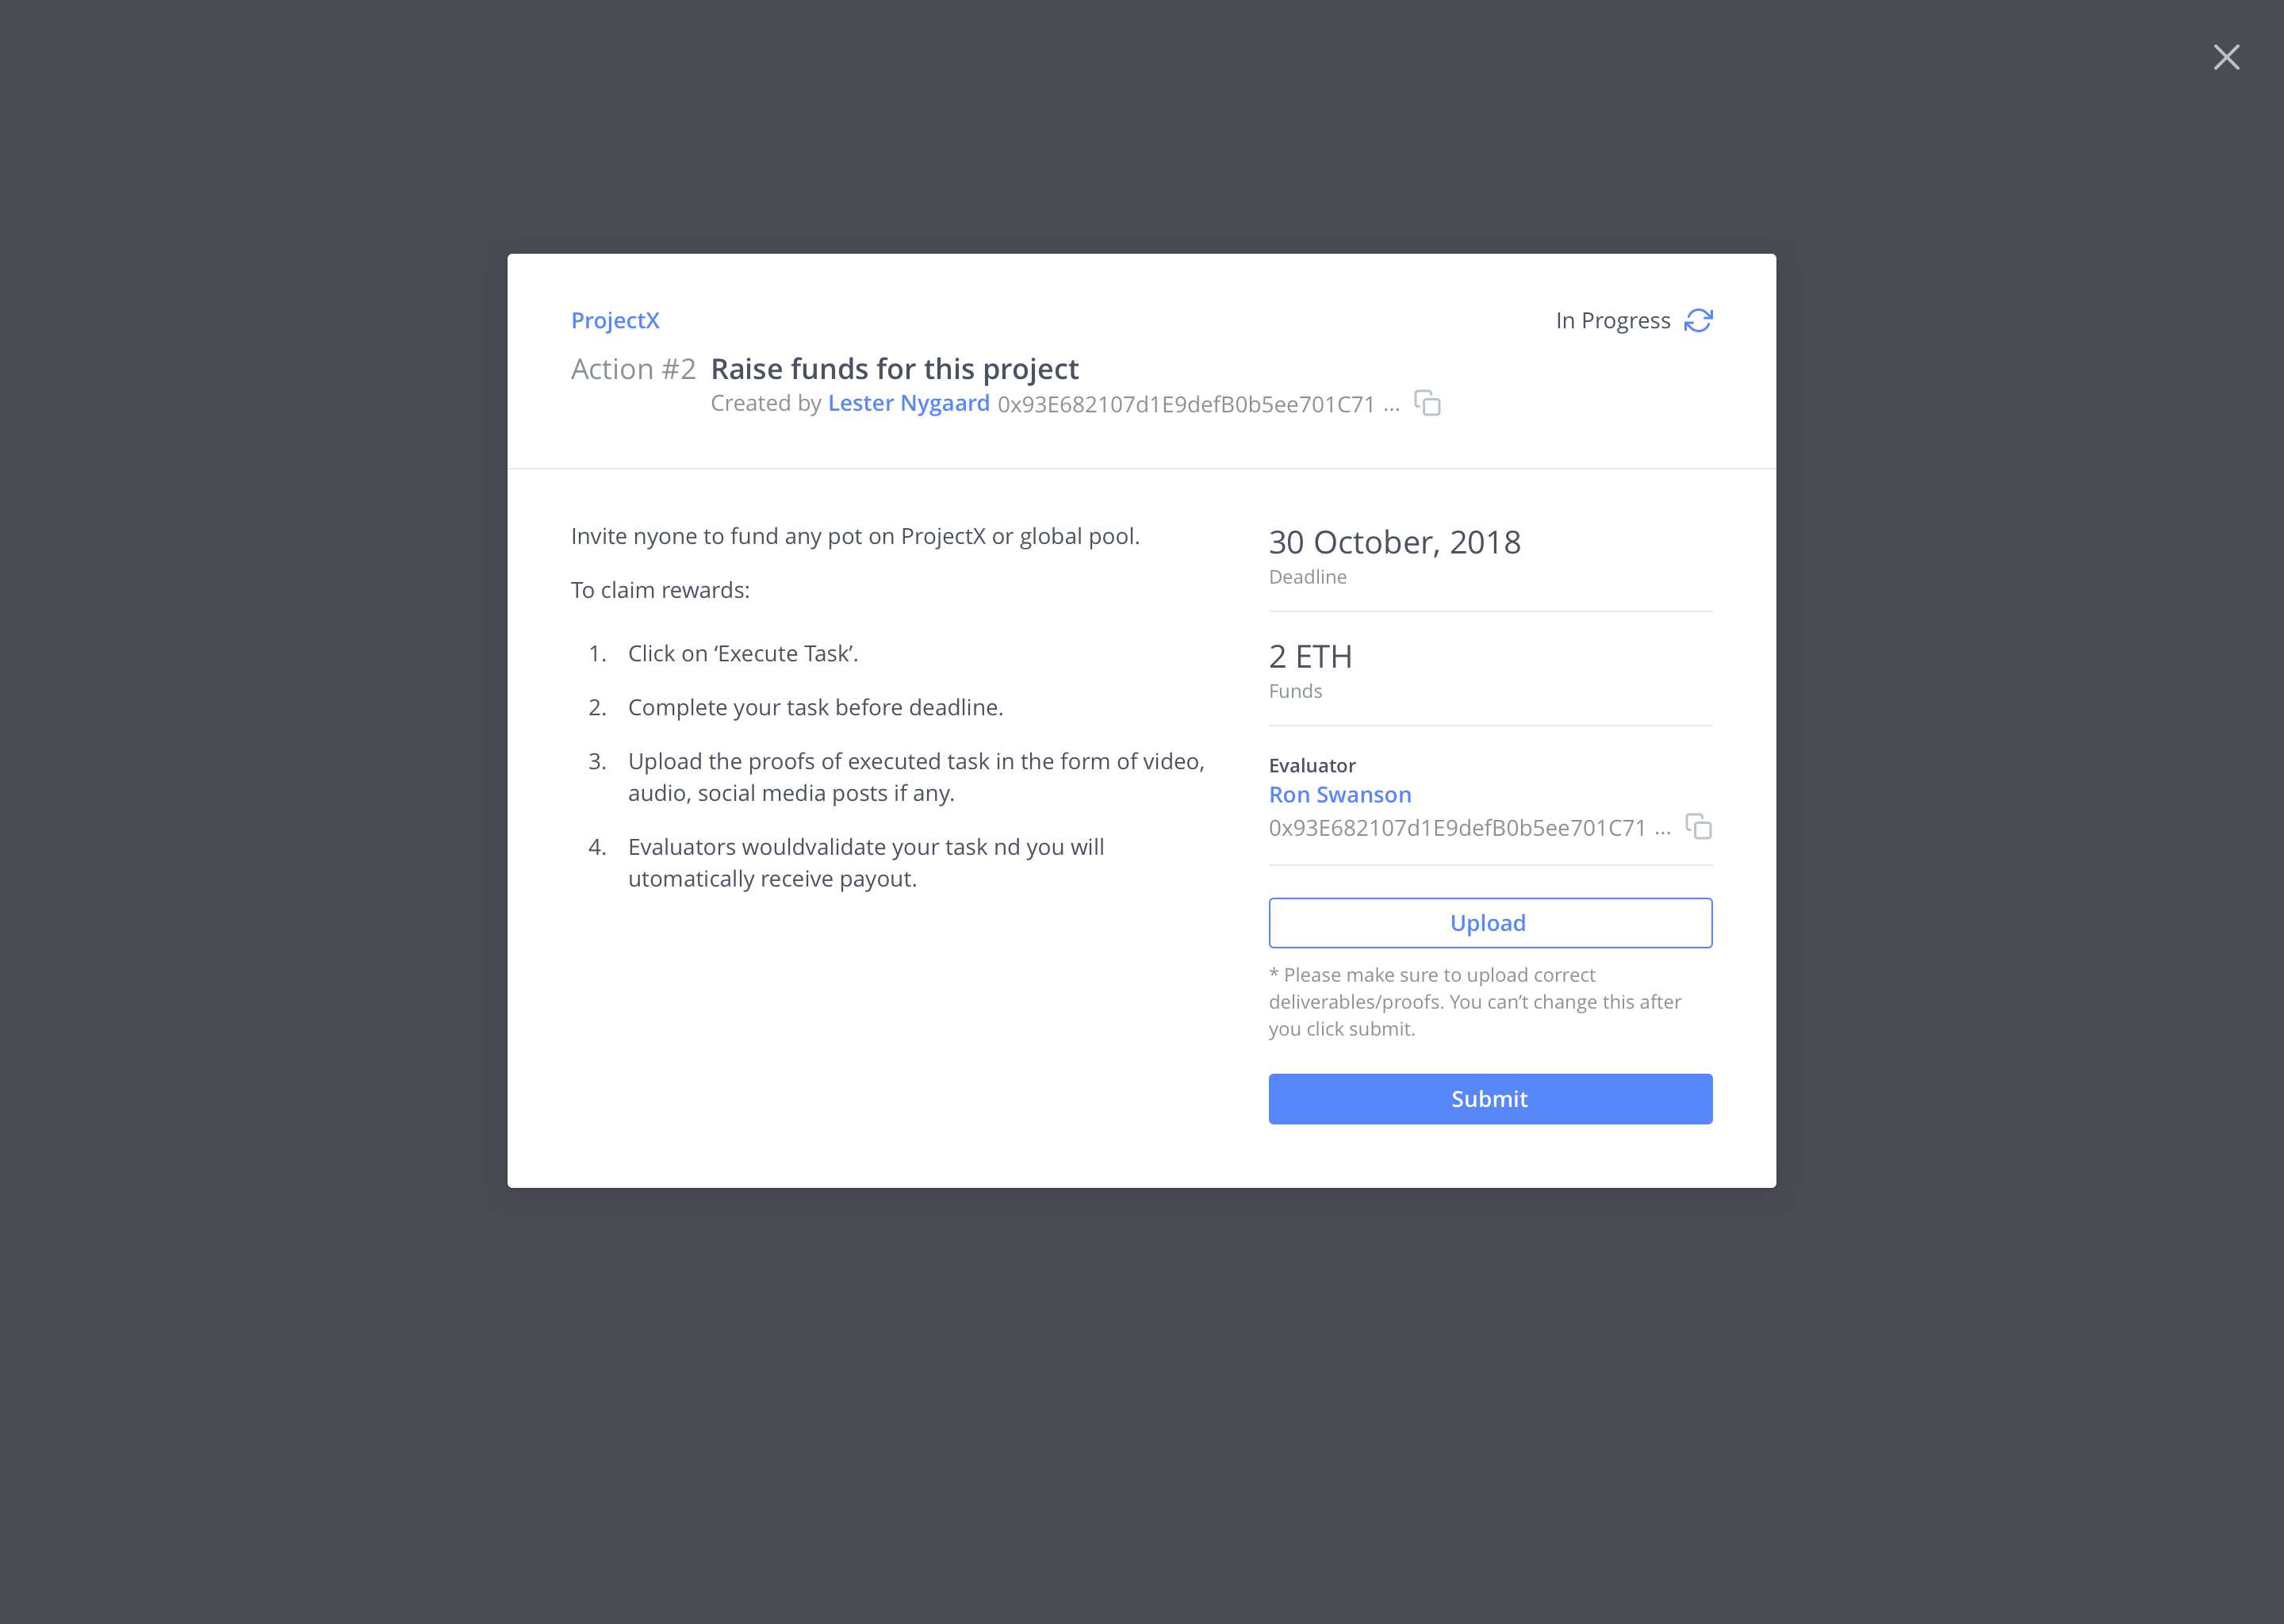 ProjectX
In Progress
Action #2 Raise funds for this project
Created by Lester Nygaard 0x93E682107d1E9defB0b5ee701C71 ...
Invite nyone to fund any pot on ProjectX or global pool.
To claim rewards:
1. Click on ‘Execute Task’.
2. Complete your task before deadline.
3. Upload the proofs of executed task in the form of video,
audio, social media posts if any.
4. Evaluators wouldvalidate your task nd you will
utomatically receive payout.
30 October, 2018
Deadline
2 ETH
Funds
Evaluator
Ron Swanson
0x93E682107d1E9defB0b5ee701C71 ...
Upload
* Please make sure to upload correct
deliverables/proofs. You can’t change this after
you click submit.
Submit